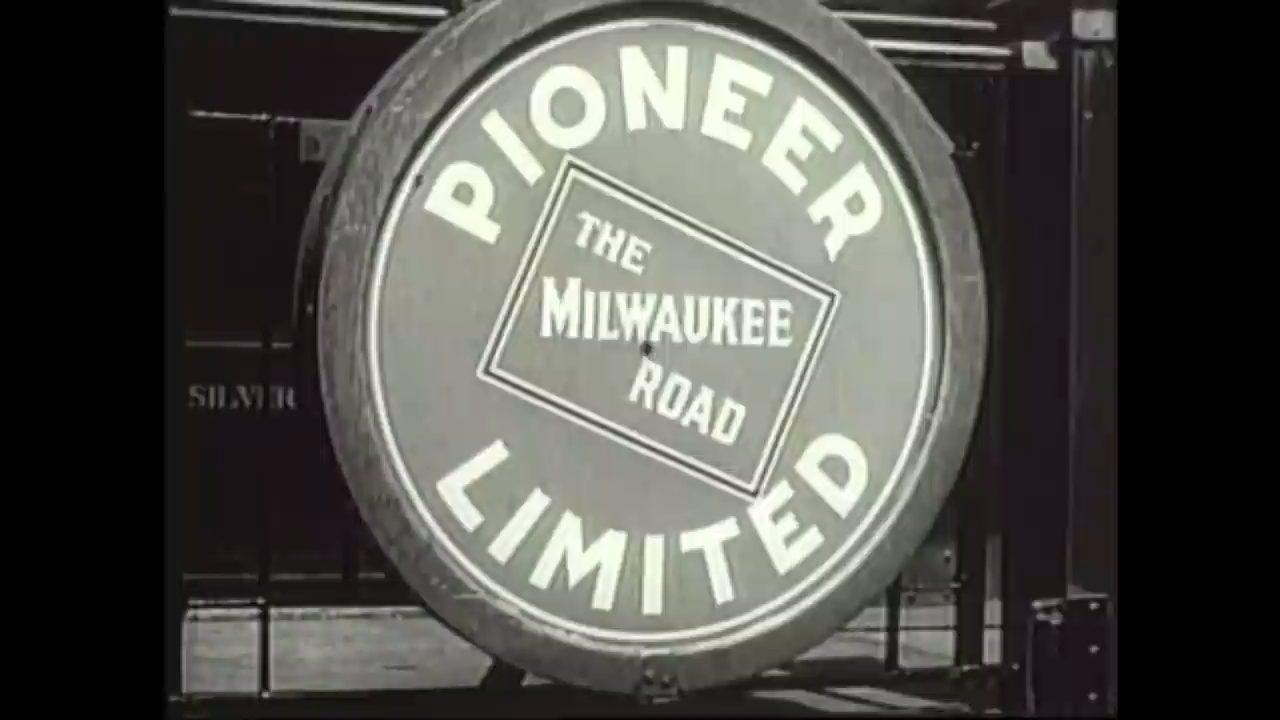 PIONEER
THE
MILWAUKEE
ROAD
LIMITED
SILVER